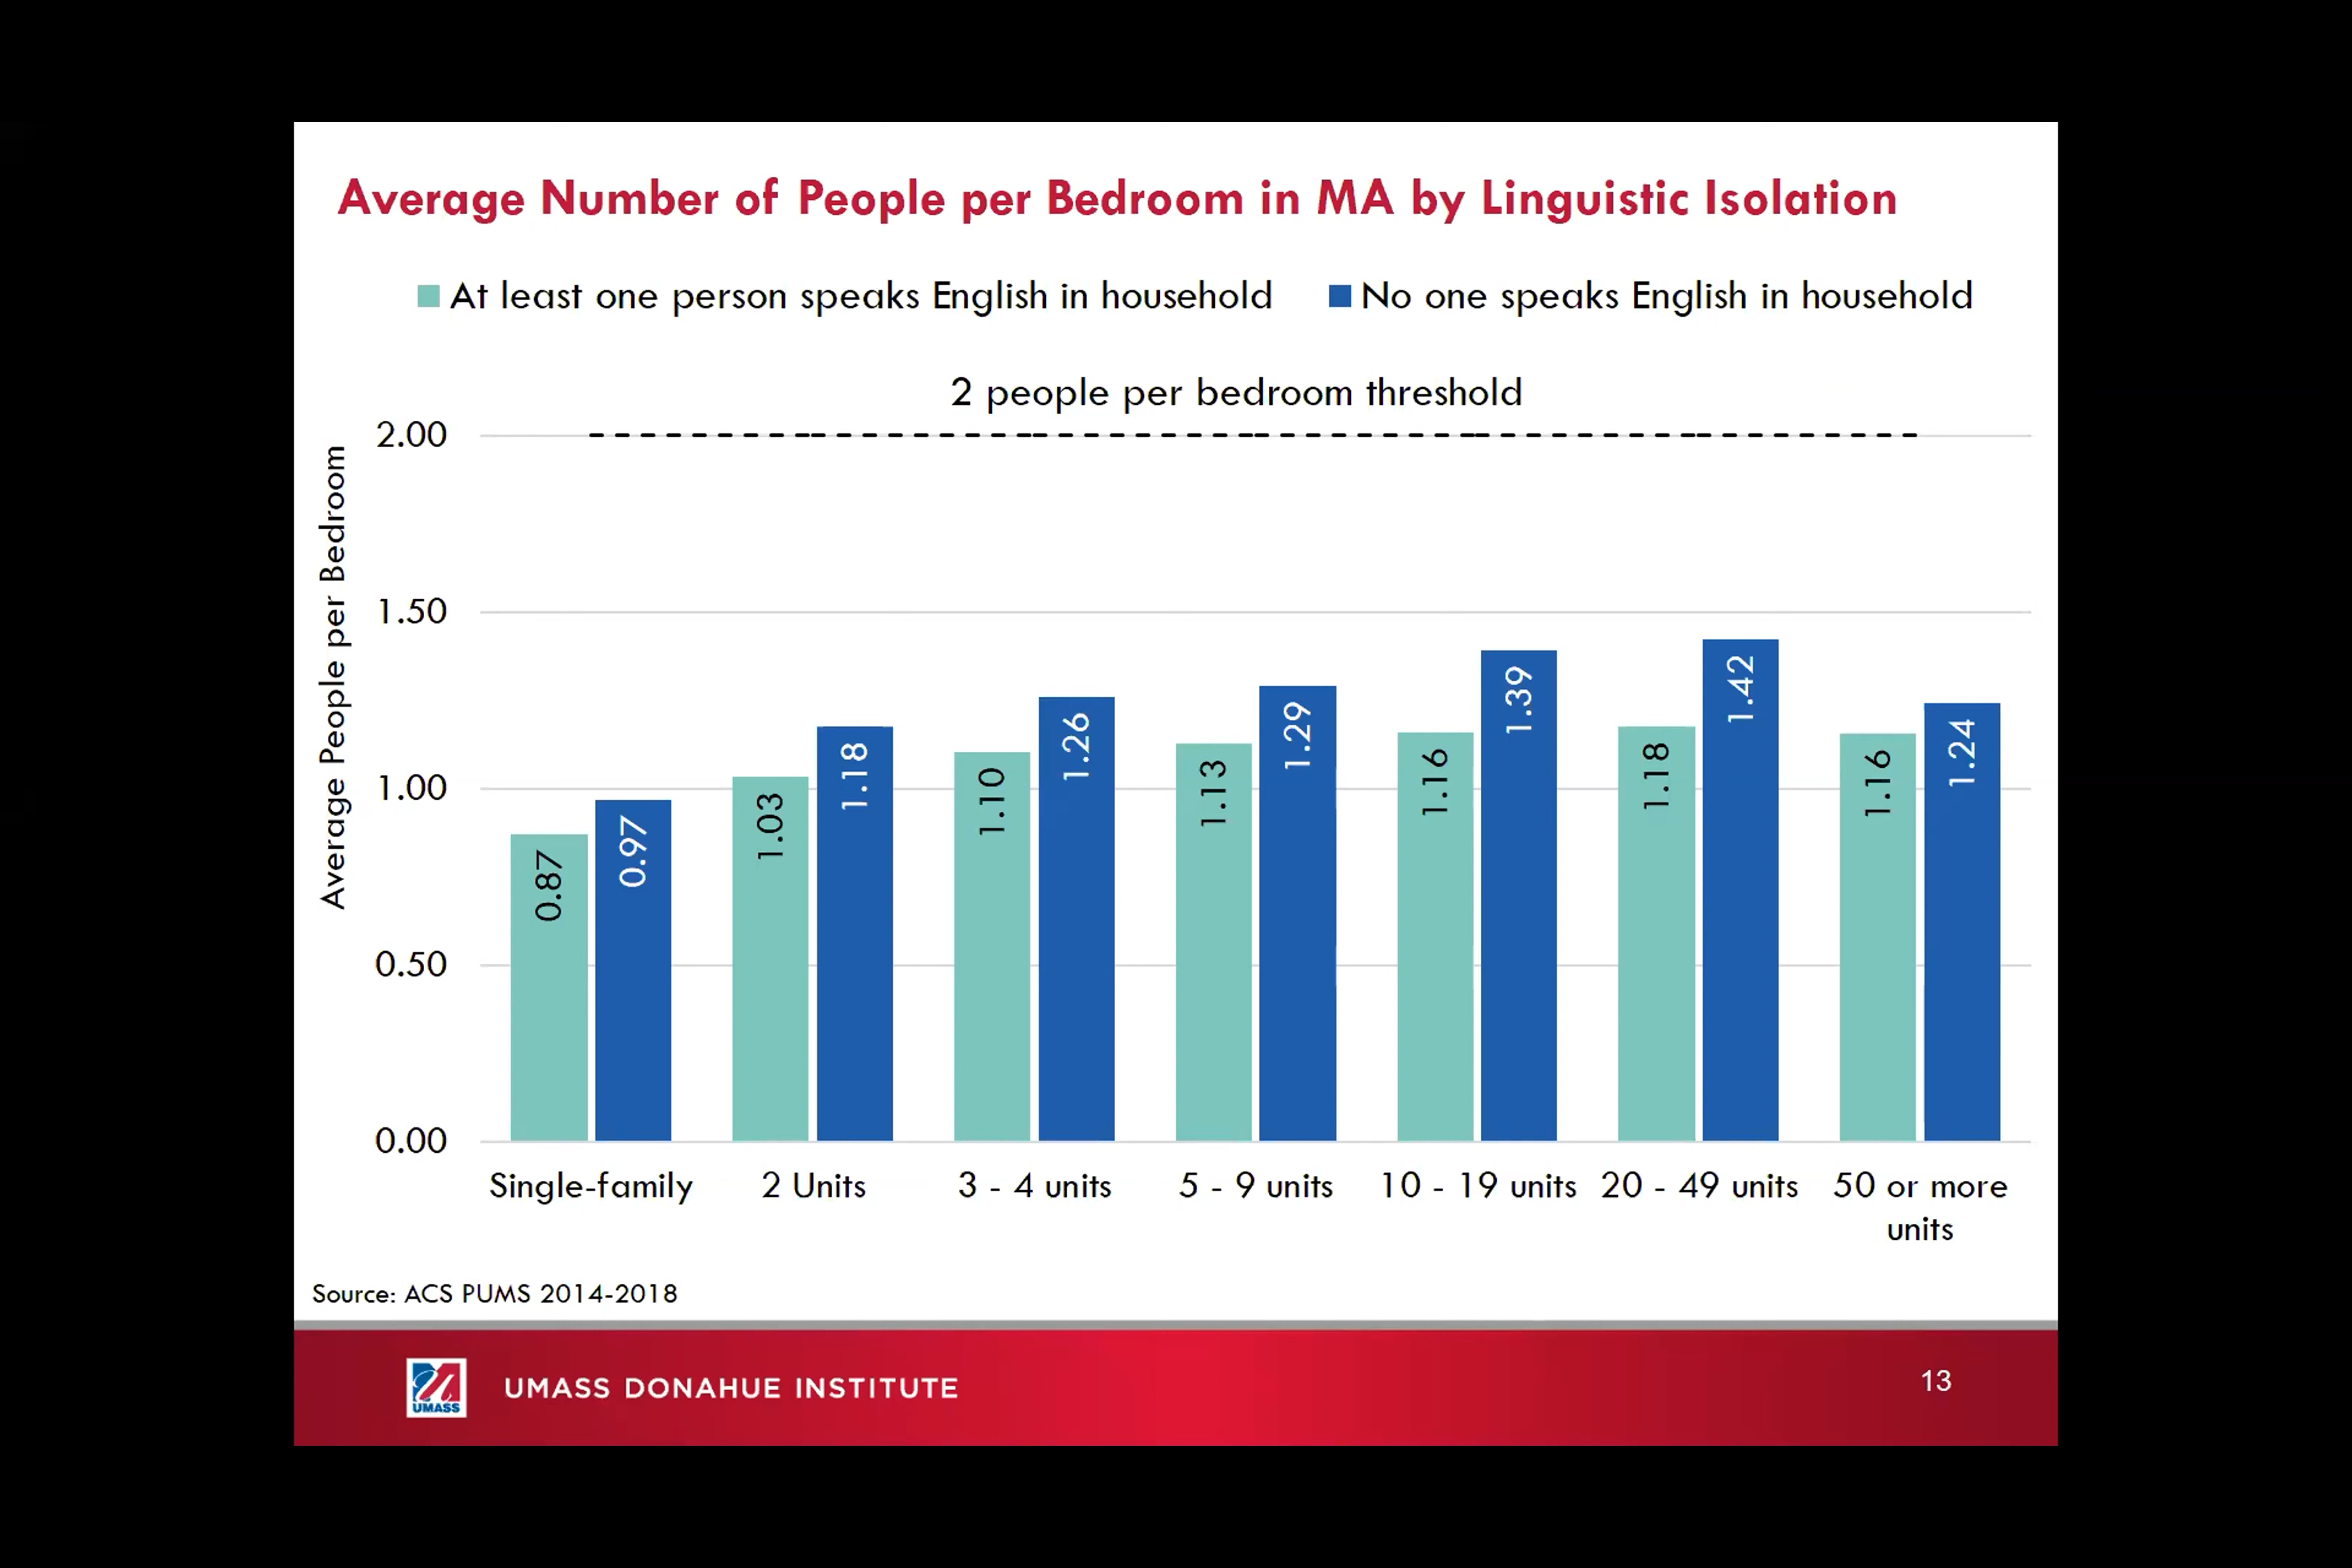 Average Number of People per Bedroom in MA by Linguistic Isolation
At least one person speaks English in household No one speaks English in household
2 people per bedroom threshold
Average People per Bedroom
2.00
1.50
1.00
0.50
0.00
0.87 0.97 1.03 1.18 1.10 1.26 1.13 1.29 1.16 1.39 1.18 1.42 1.16 1.24
Single-family 2 Units 3 - 4 units 5 - 9 units 10 - 19 units 20 - 49 units 50 or more
units
Source: ACS PUMS 2014-2018
UMASS
UMASS DONAHUE INSTITUTE
13